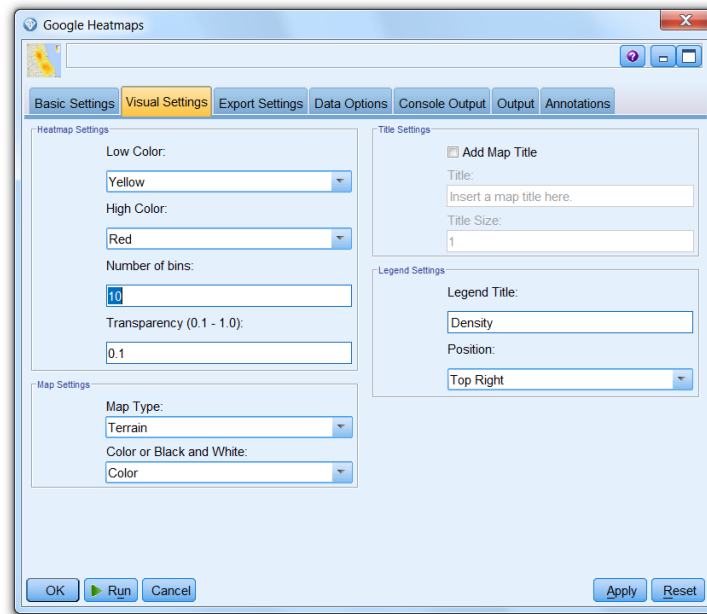 Google Heatmaps
Basic Settings Visual Settings Export Settings Data Options Console Output Output Annotations
Heatmap Settings
Low Color:
Yellow
High Color:
Red
Number of bins:
10
Transparency (0.1 - 1.0):
0.1
Map Settings
Map Type:
Terrain
Color or Black and White:
Color
Title Settings
Add Map Title
Title:
Insert a map title here.
Title Size:
1
Legend Settings
Legend Title:
Density
Position:
Top Right
OK Run Cancel Apply Reset